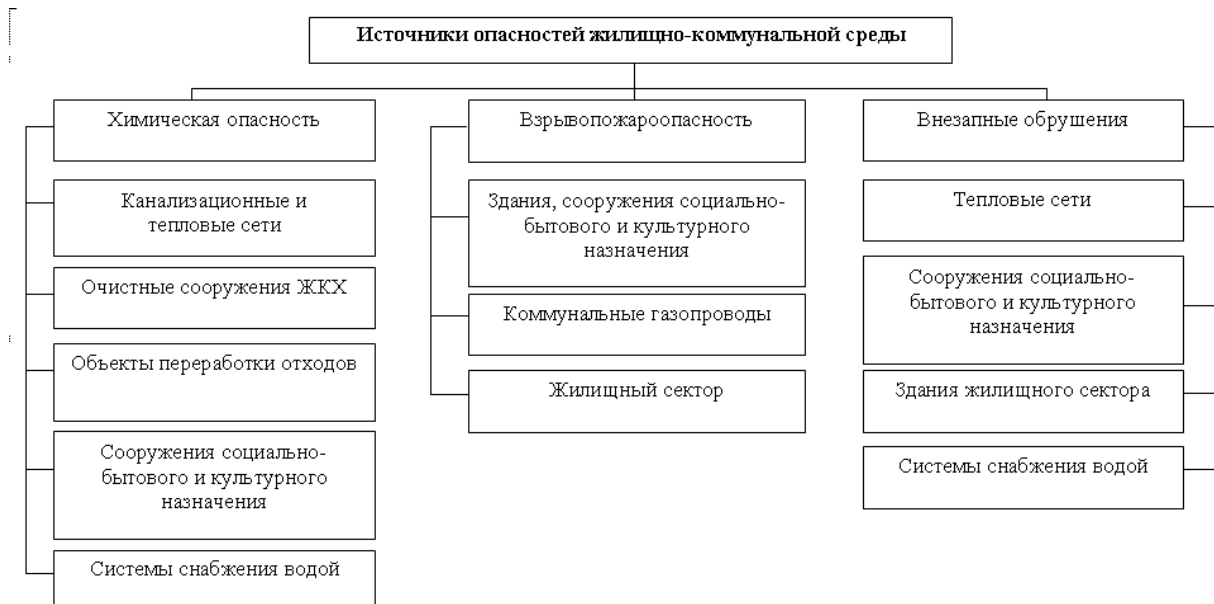 Источники опасностей жилищно-коммунальной среды
Химическая опасность
Канализационные и
тепловые сети
Очистные сооружения ЖКХ
Объекты переработки отходов
Сооружения социально-
бытового и культурного
назначения
Системы снабжения водой
Взрывопожароопасность
Здания, сооружения социально-
бытового и культурного
назначения
Коммунальные газопроводы
Жилищный сектор
Внезапные обрушения
Тепловые сети
Сооружения социально-
бытового и культурного
назначения
Здания жилищного сектора
Системы снабжения водой